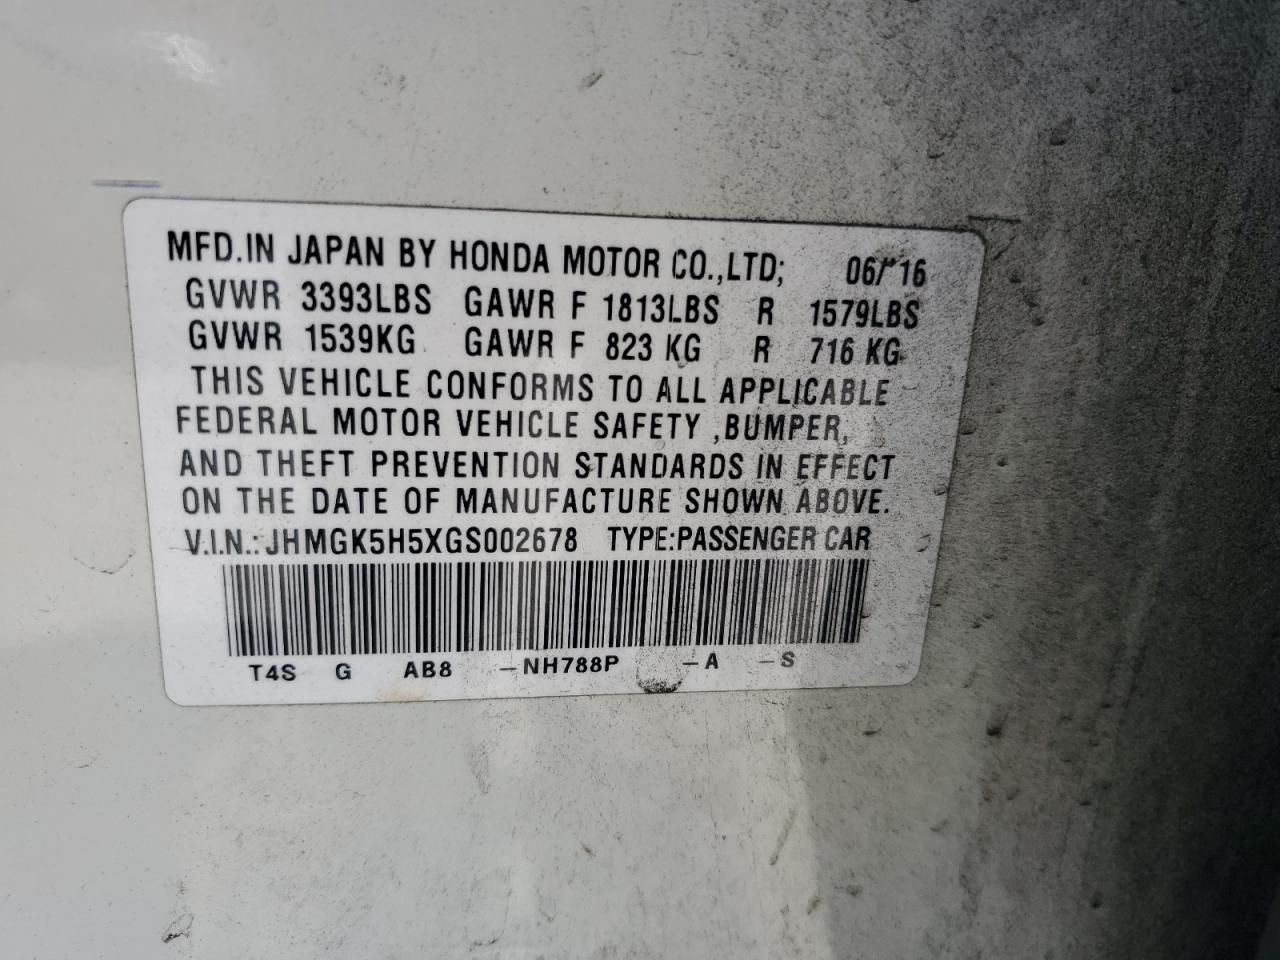 MFD.IN JAPAN BY HONDA MOTOR CO.,LTD; 06/16
GVWR 3393LBS GAWR F 1813LBS R 1579LBS
GVWR 1539KG GAWR F 823 KG R 716 KG
THIS VEHICLE CONFORMS TO ALL APPLICABLE
FEDERAL MOTOR VEHICLE SAFETY ,BUMPER,
AND THEFT PREVENTION STANDARDS IN EFFECT
ON THE DATE OF MANUFACTURE SHOWN ABOVE.
V.I.N.: JHMGK5H5XGS002678 TYPE:PASSENGER CAR
T4S G AB8 -NH788P -A -S